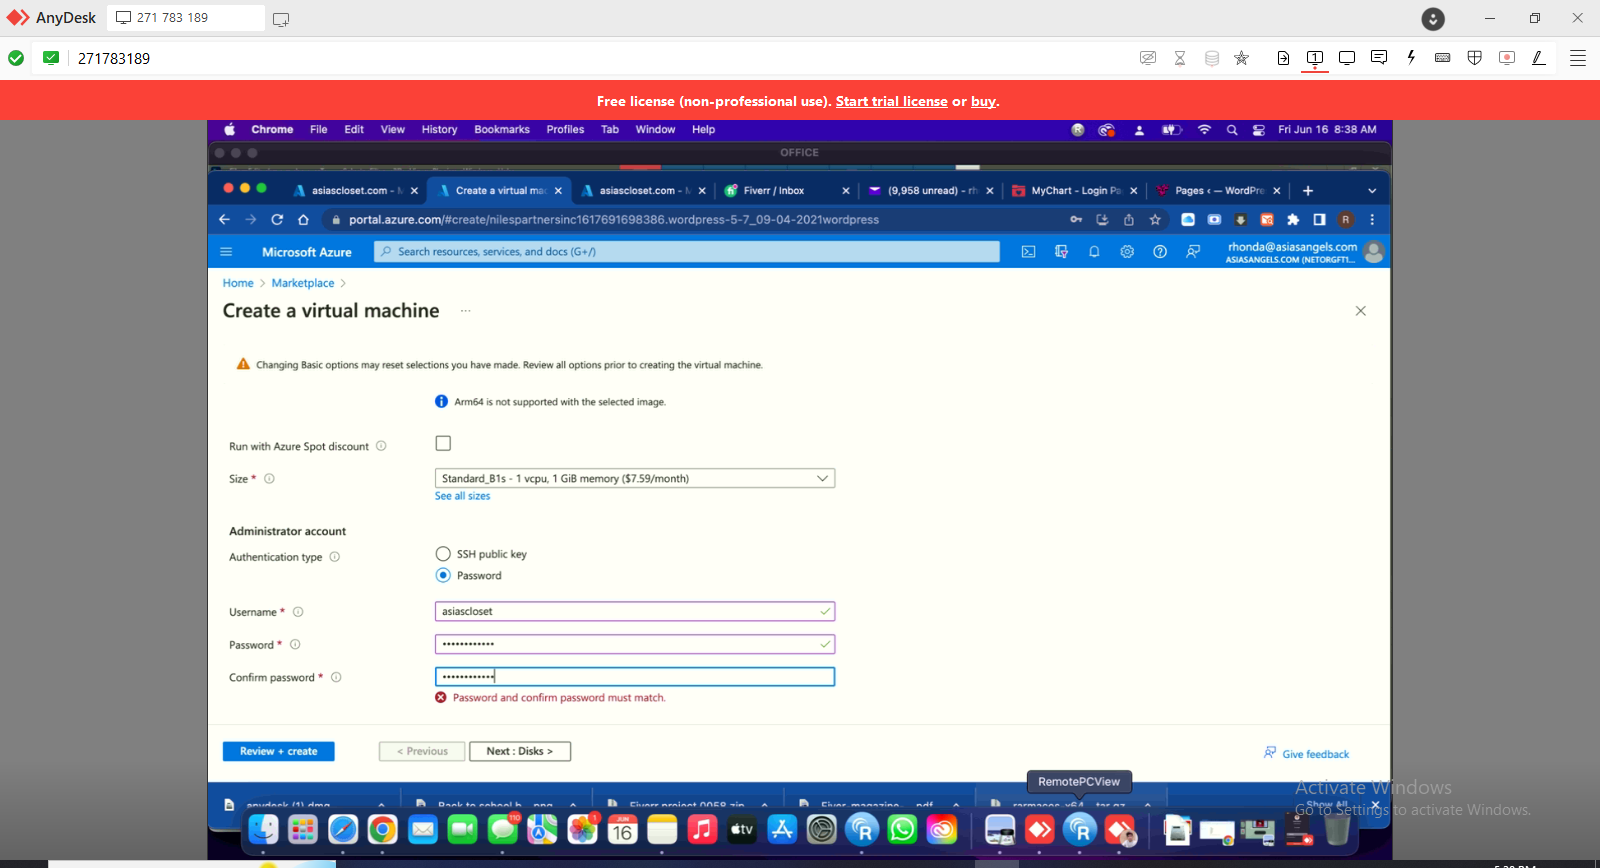 AnyDesk 271 783 189
271783189
Free license (non-professional use). Start trial license or buy.
Chrome File Edit View History Bookmarks Profiles Tab Window Help Fri Jun 16 8:38 AM
OFFICE
asiascloset.com - Create a virtual mac asiascloset.com - Fiverr / Inbox (9,958 unread) - rh MyChart - Login Pa Pages ‹ — WordPre
portal.azure.com/#create/nilespartnersinc1617691698386.wordpress-5-7_09-04-2021wordpress R
Microsoft Azure Search resources, services, and docs (G+/) rhonda@asiasangels.com
ASIASANGELS.COM (NETORGFT1...
Home > Marketplace >
Create a virtual machine ...
Changing Basic options may reset selections you have made. Review all options prior to creating the virtual machine.
Arm64 is not supported with the selected image.
Run with Azure Spot discount
Size * Standard_B1s - 1 vcpu, 1 GiB memory ($7.59/month)
See all sizes
Administrator account
Authentication type SSH public key
Password
Username * asiascloset
Password * ••••••••••••
Confirm password * ••••••••••••
Password and confirm password must match.
Review + create < Previous Next : Disks > Give feedback
RemotePCView
Activate Windows
anydesk (1).dmg Back to school b....png Fiverr project 0058.zip Fiver magazine....pdf Show All
Go to Settings to activate Windows.
110 JUN 16 1 tv